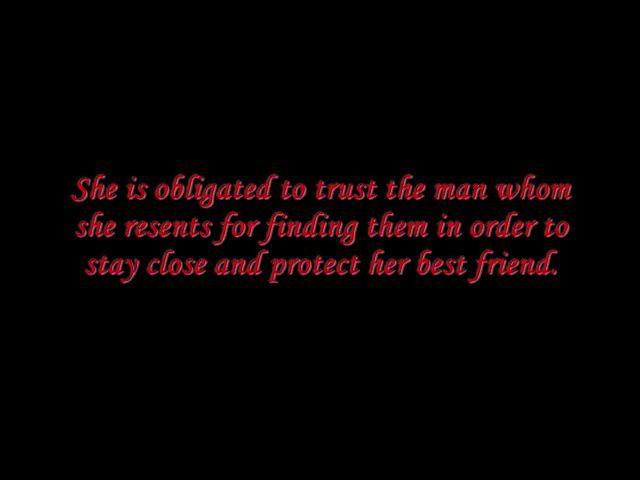 She is obligated to trust the man whom
she resents for finding them in order to
stay close and protect her best friend.